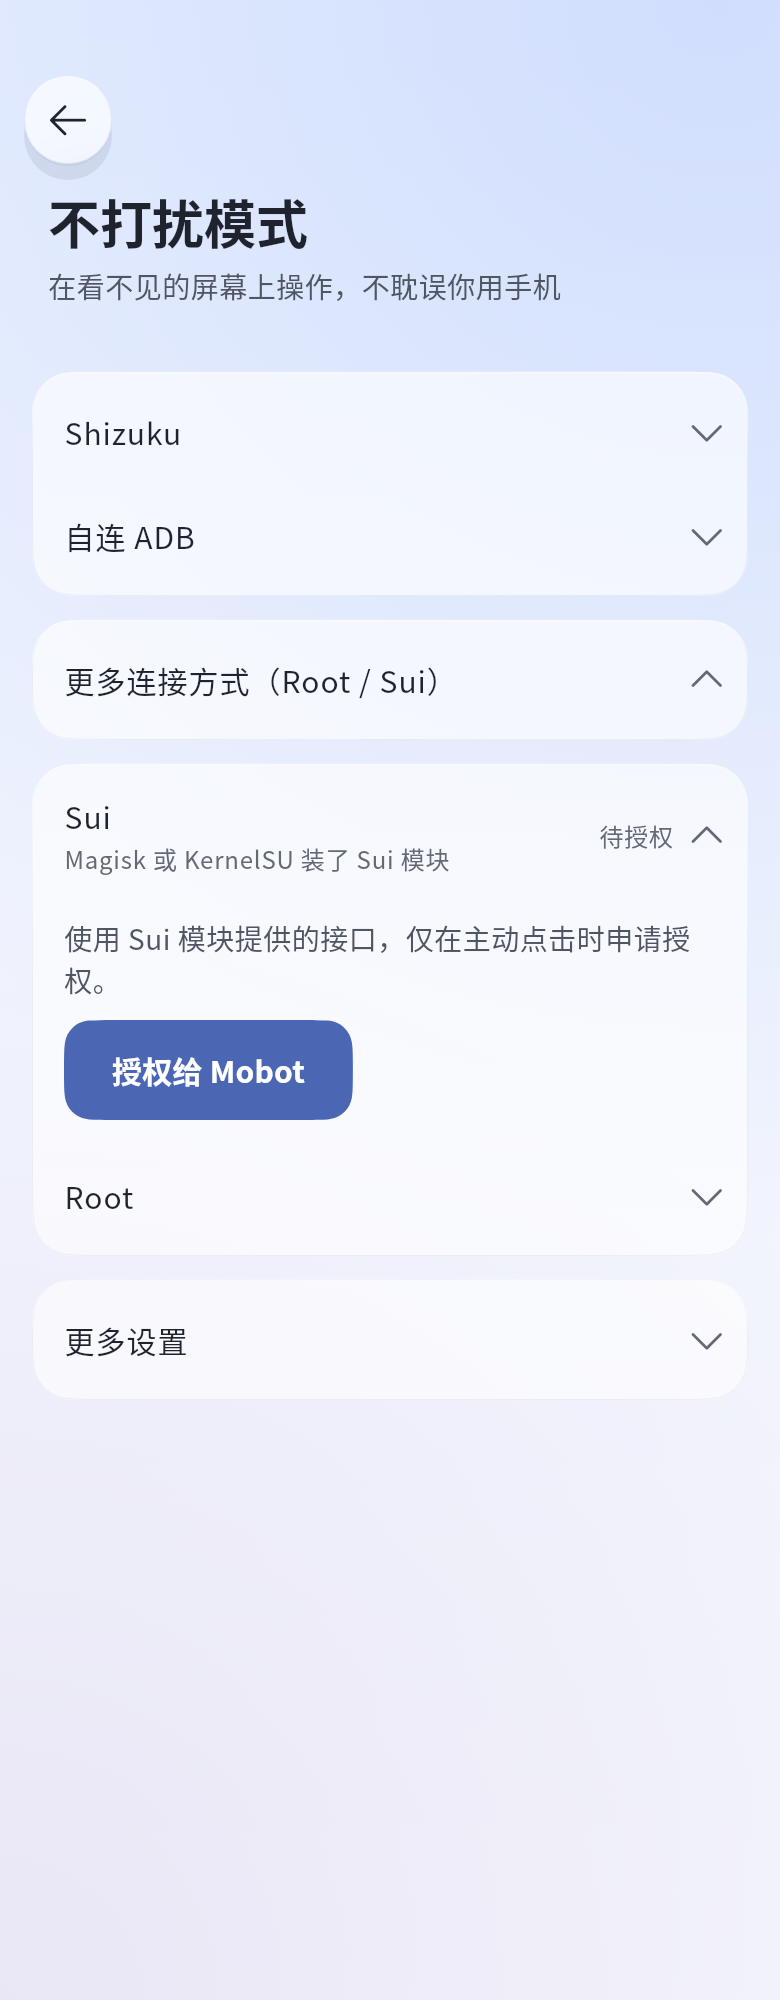 不打扰模式
在看不见的屏幕上操作，不耽误你用手机
Shizuku
自连 ADB
更多连接方式（Root / Sui）
Sui
待授权
Magisk 或 KernelSU 装了 Sui 模块
使用 Sui 模块提供的接口，仅在主动点击时申请授
权。
授权给 Mobot
Root
更多设置